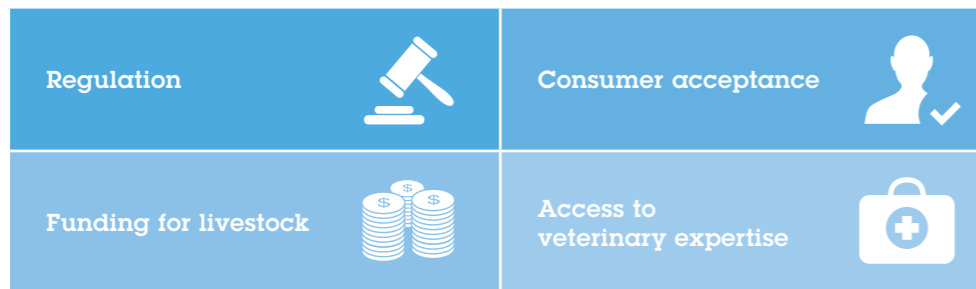 Regulation
Consumer acceptance
Funding for livestock
$
$
$
Access to
veterinary expertise